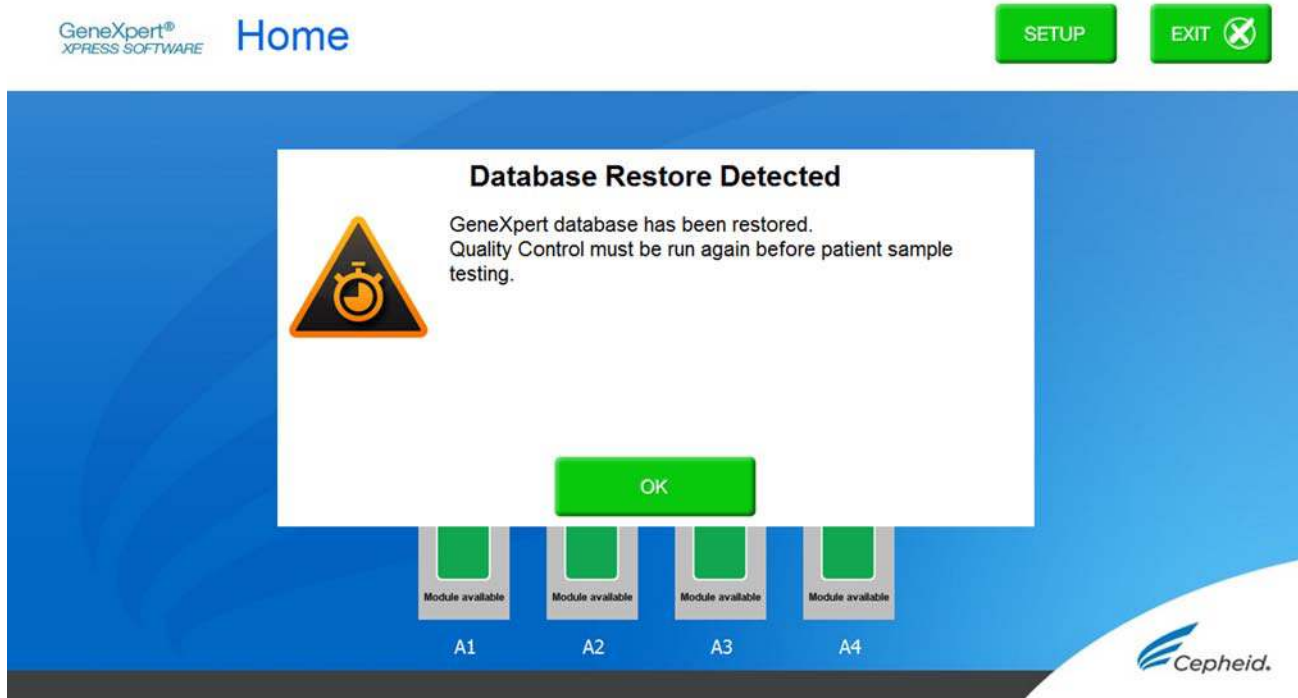 GeneXpert®
XPRESS SOFTWARE
Home
SETUP
EXIT
Database Restore Detected
GeneXpert database has been restored.
Quality Control must be run again before patient sample
testing.
OK
Module available
Module available
Module available
Module available
A1
A2
A3
A4
Cepheid.